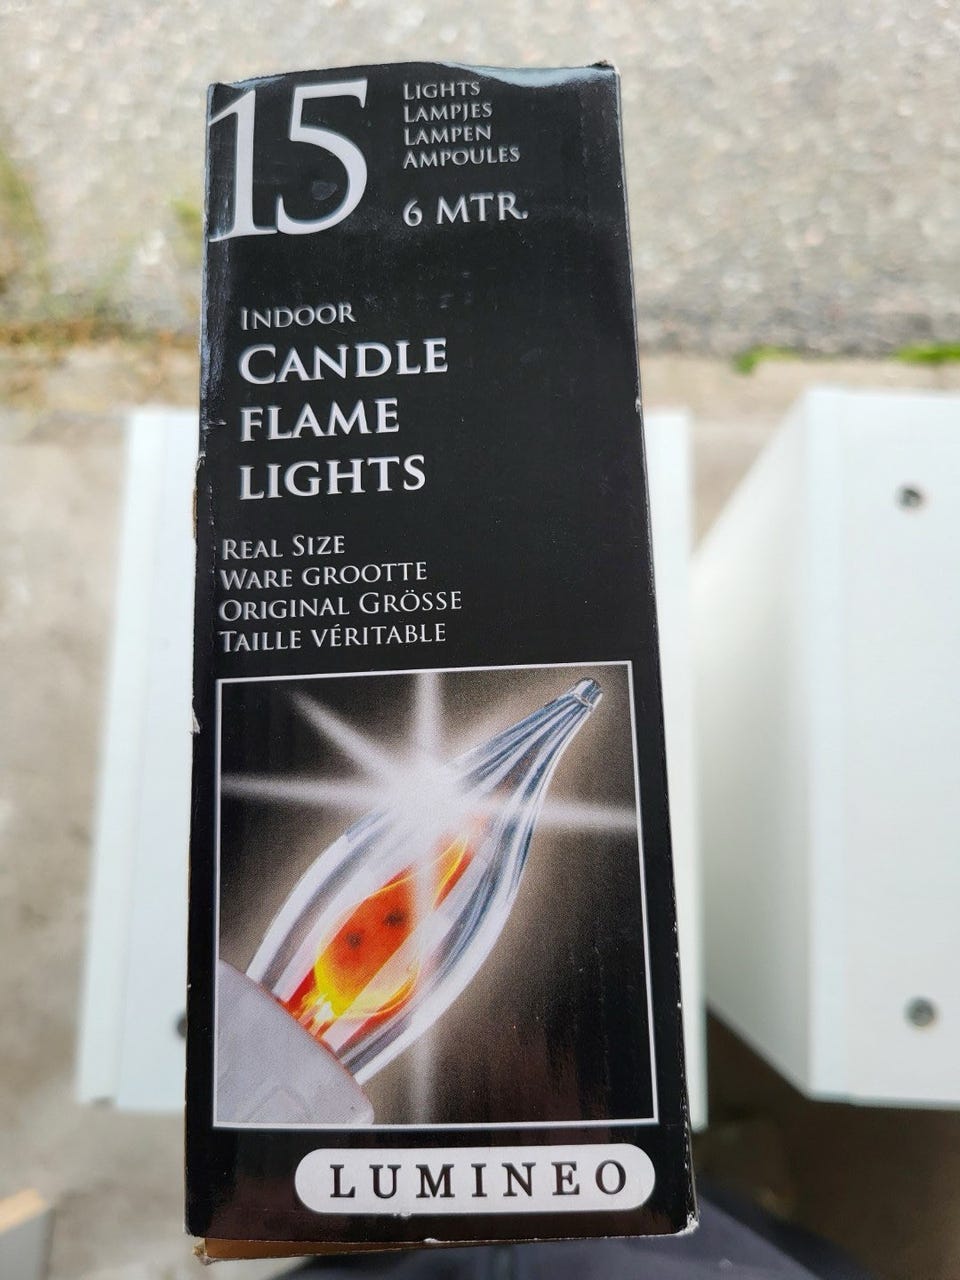 15
LIGHTS
LAMPJES
LAMPEN
AMPOULES
6 MTR.
INDOOR
CANDLE
FLAME
LIGHTS
REAL SIZE
WARE GROOTTE
ORIGINAL GRÖSSE
TAILLE VÉRITABLE
LUMINEO